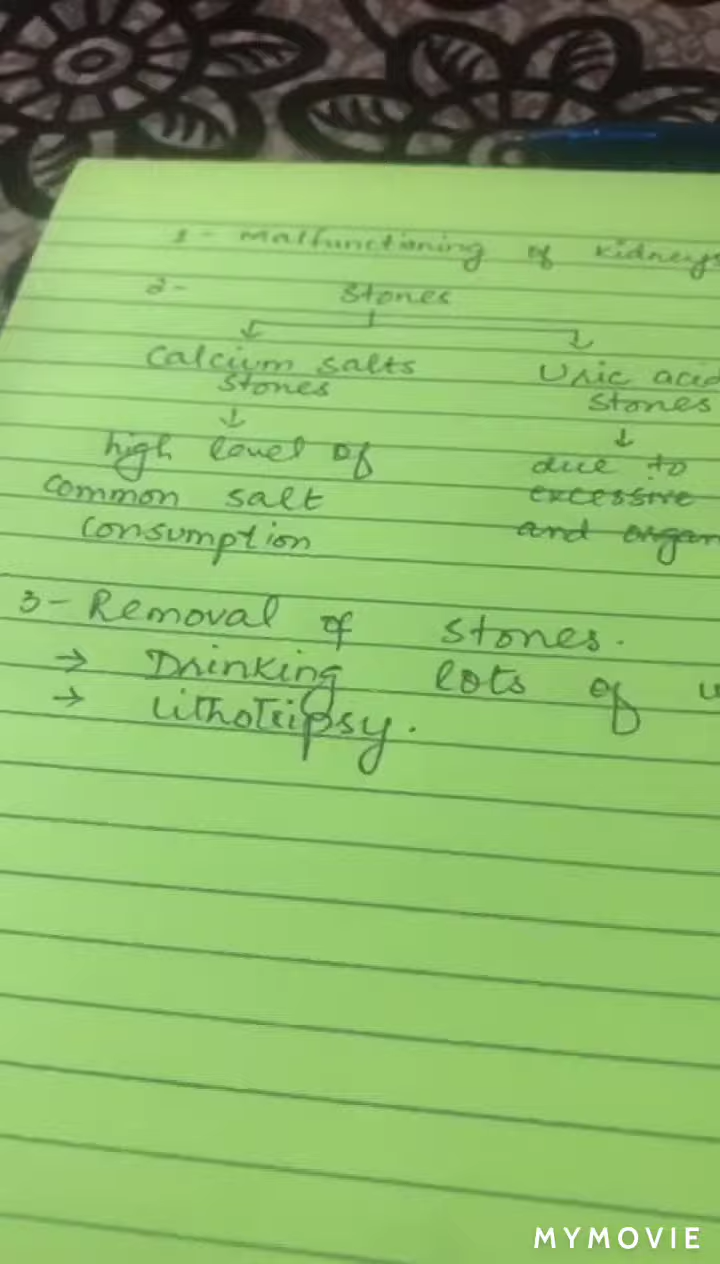 1- Malfunctioning of kidneys
2- Stones
Calcium salts Uric acid
stones stones
high level of due to
common salt excessive
consumption and organ
3- Removal of stones.
→ Drinking lots of
→ Lithotripsy.
MYMOVIE